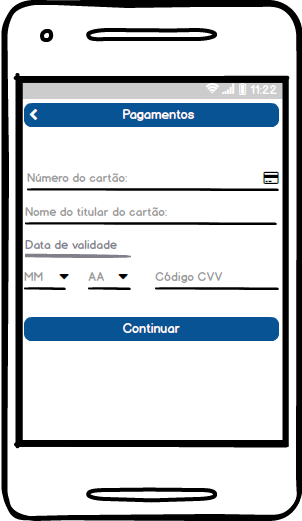 11:22
Pagamentos
Número do cartão:
Nome do titular do cartão:
Data de validade
MM AA Código CVV
Continuar